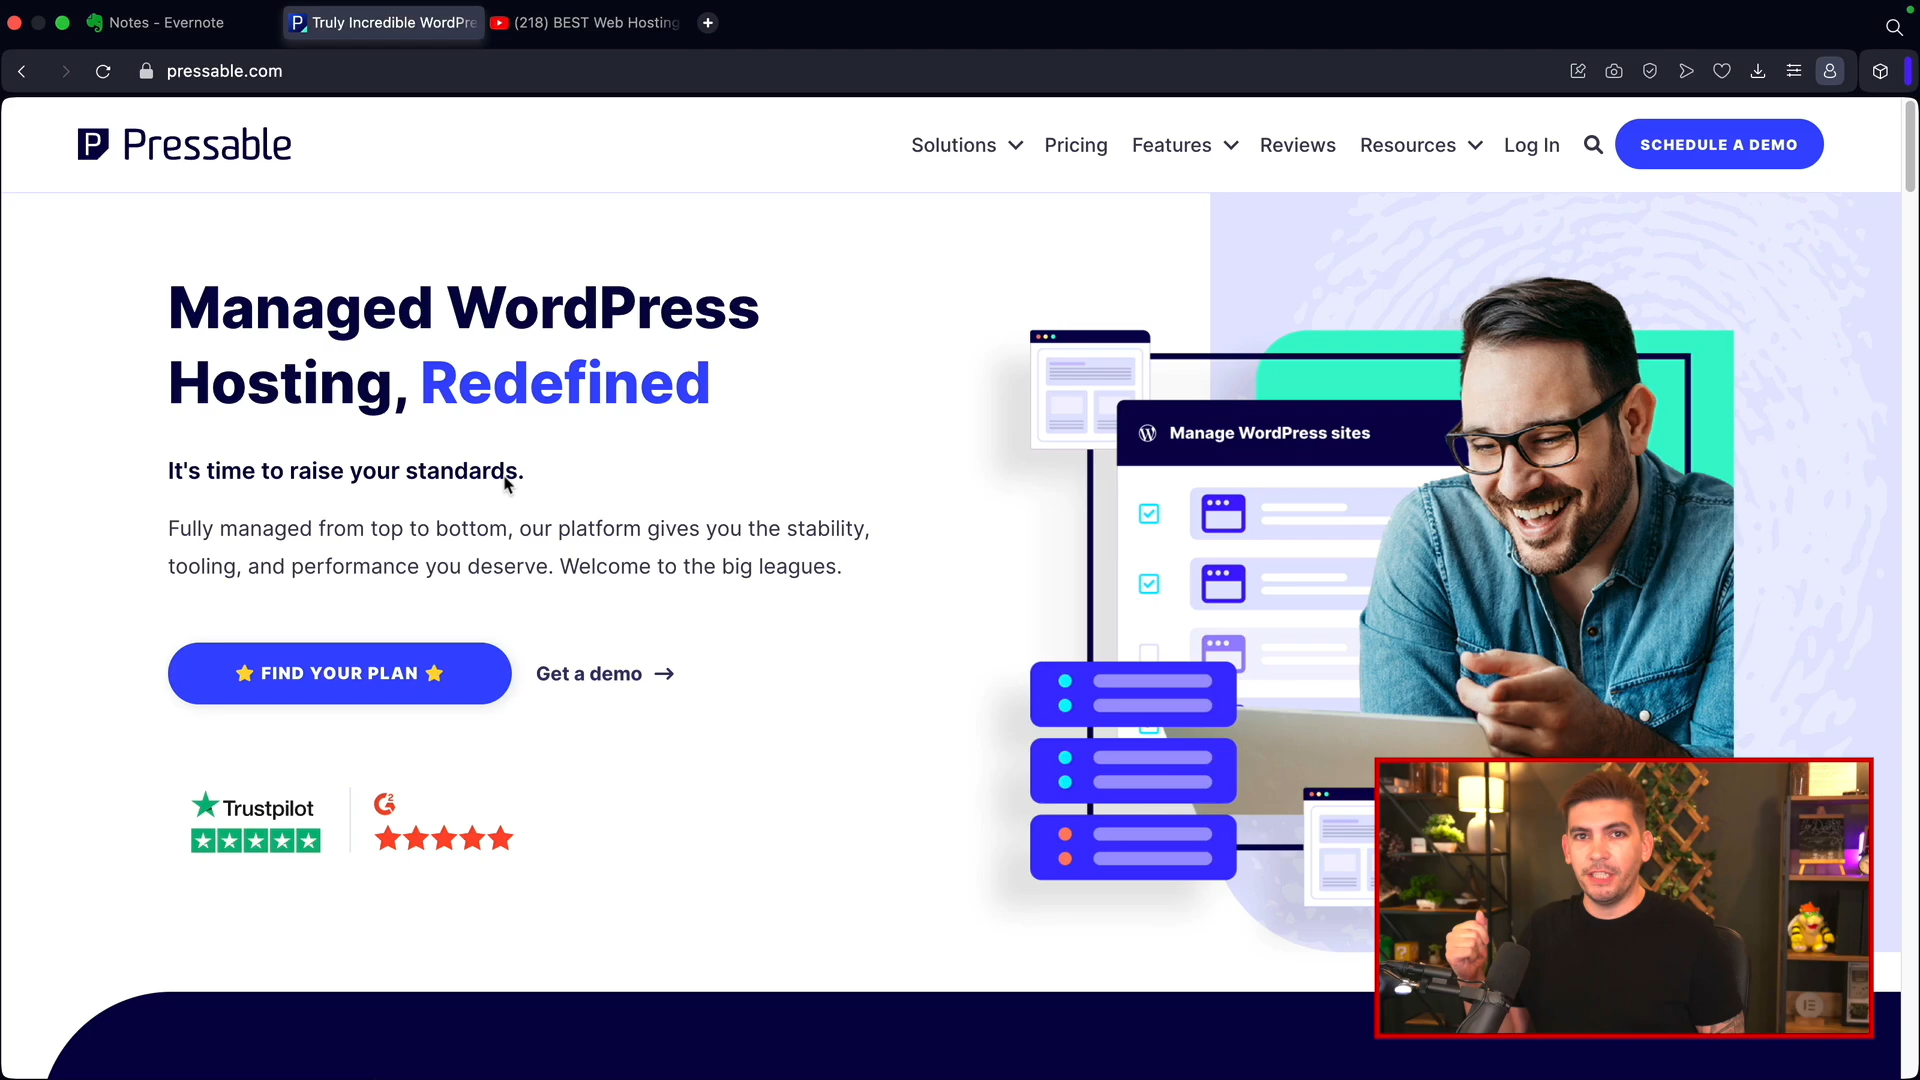 Notes - Evernote
Truly Incredible WordPre
(218) BEST Web Hosting
pressable.com
Pressable
Solutions
Pricing
Features
Reviews
Resources
Log In
SCHEDULE A DEMO
Managed WordPress
Hosting, Redefined
It's time to raise your standards.
Fully managed from top to bottom, our platform gives you the stability,
tooling, and performance you deserve. Welcome to the big leagues.
FIND YOUR PLAN
Get a demo
Trustpilot
Manage WordPress sites